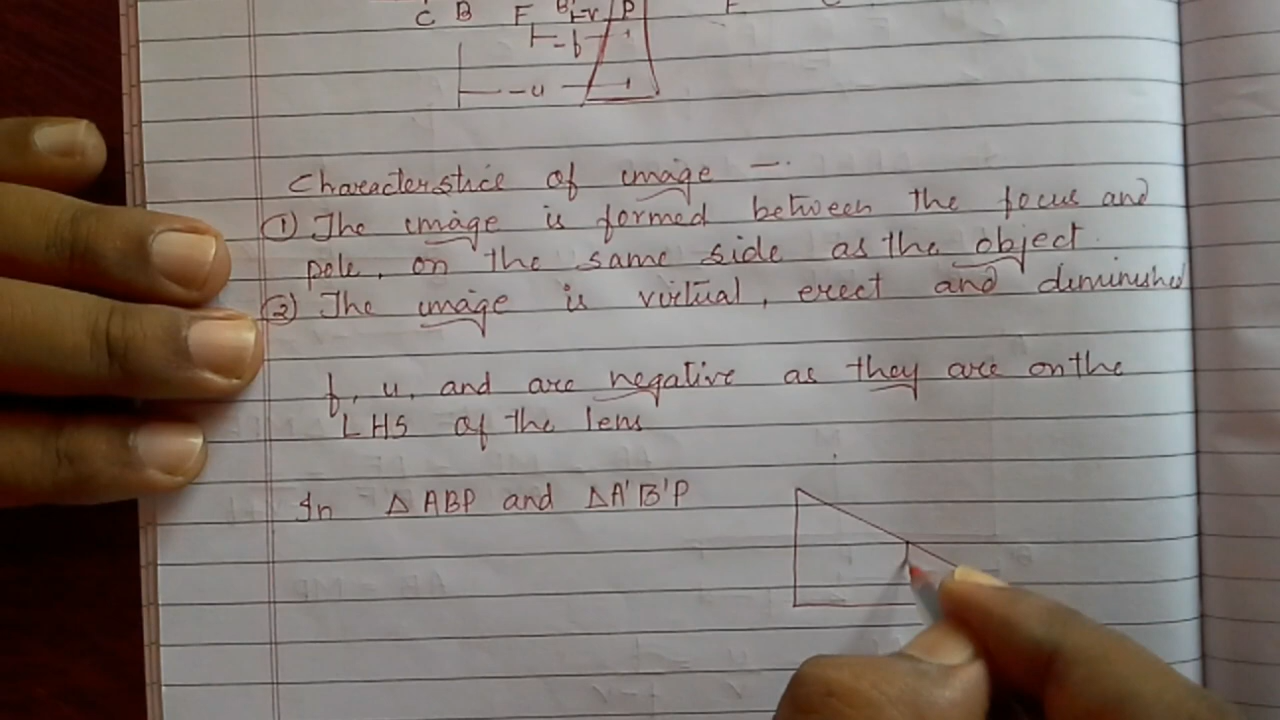 C B F B' -v P F
-f
-u
Characterstics of image –.
① The image is formed between the focus and
pole, on the same side as the object.
② The image is virtual, erect and diminished
f, u, and are negative as they are on the
LHS of the lens
In Δ ABP and ΔA'B'P